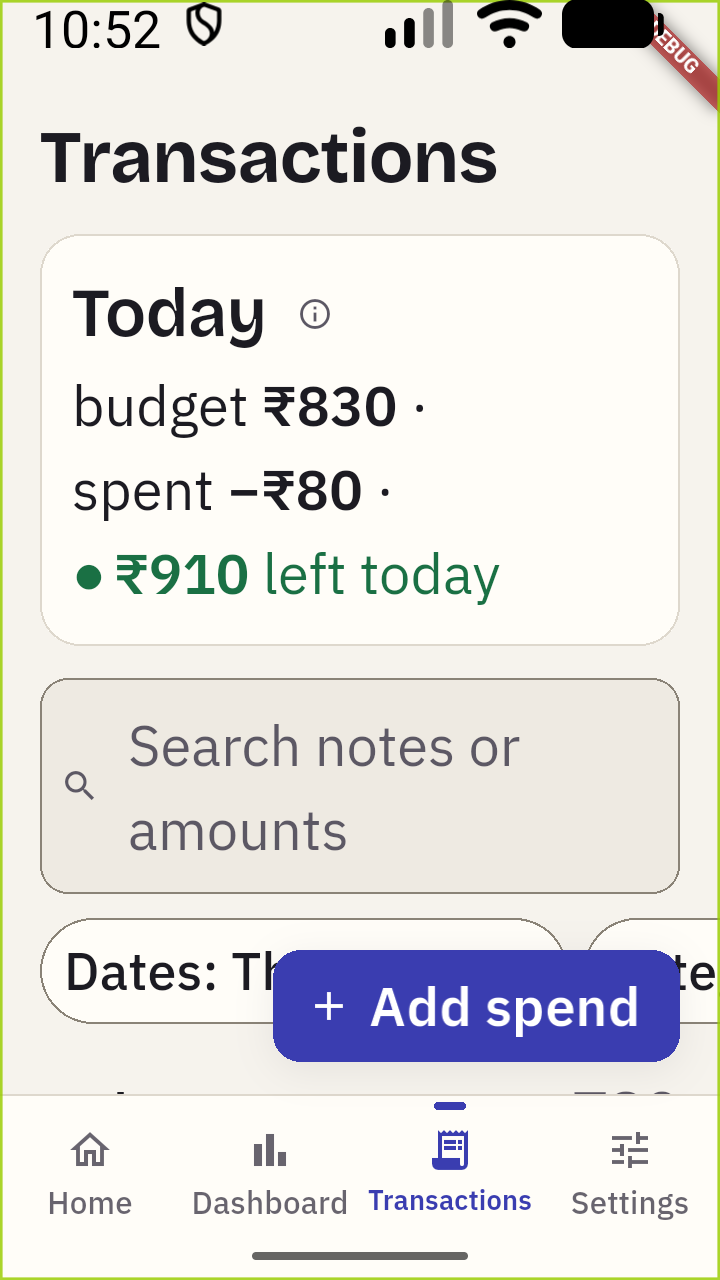 10:52
DEBUG
Transactions
Today
budget ₹830 ·
spent −₹80 ·
● ₹910 left today
Search notes or
amounts
Dates:
+ Add spend
Home
Dashboard
Transactions
Settings